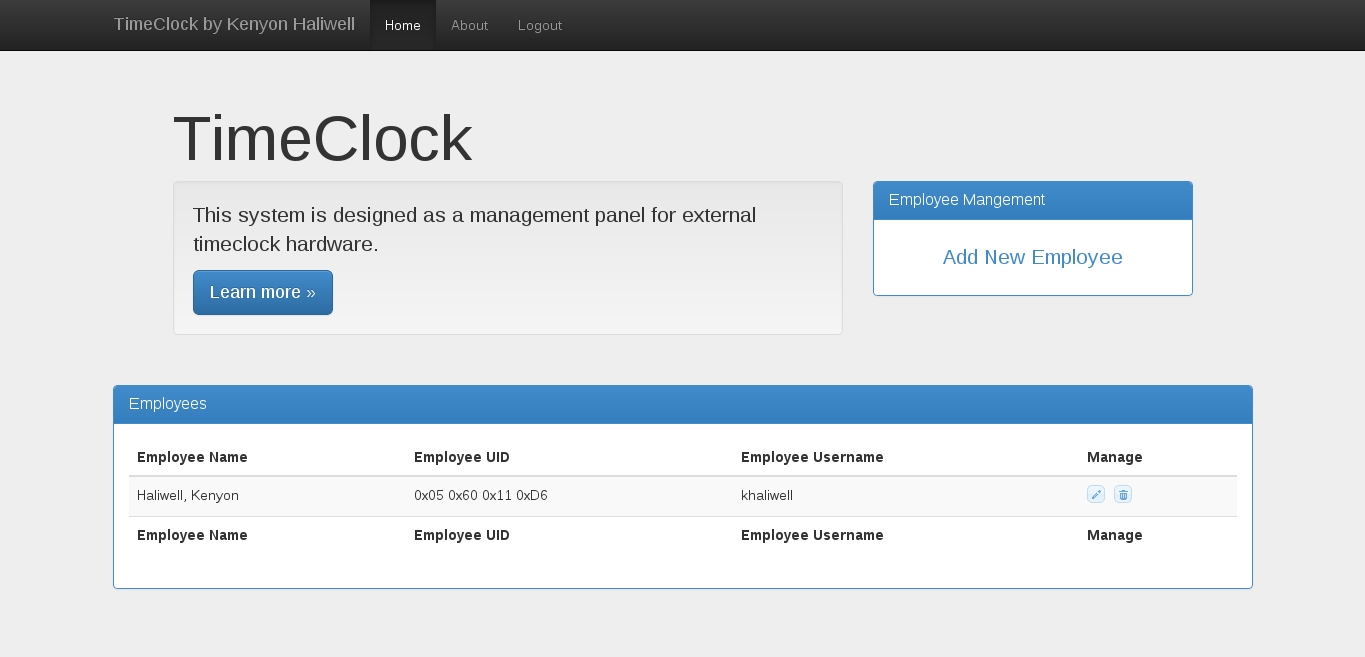 TimeClock by Kenyon Haliwell Home About Logout
TimeClock
This system is designed as a management panel for external
timeclock hardware.
Learn more »
Employee Mangement
Add New Employee
Employees
Employee Name Employee UID Employee Username Manage
Haliwell, Kenyon 0x05 0x60 0x11 0xD6 khaliwell
Employee Name Employee UID Employee Username Manage